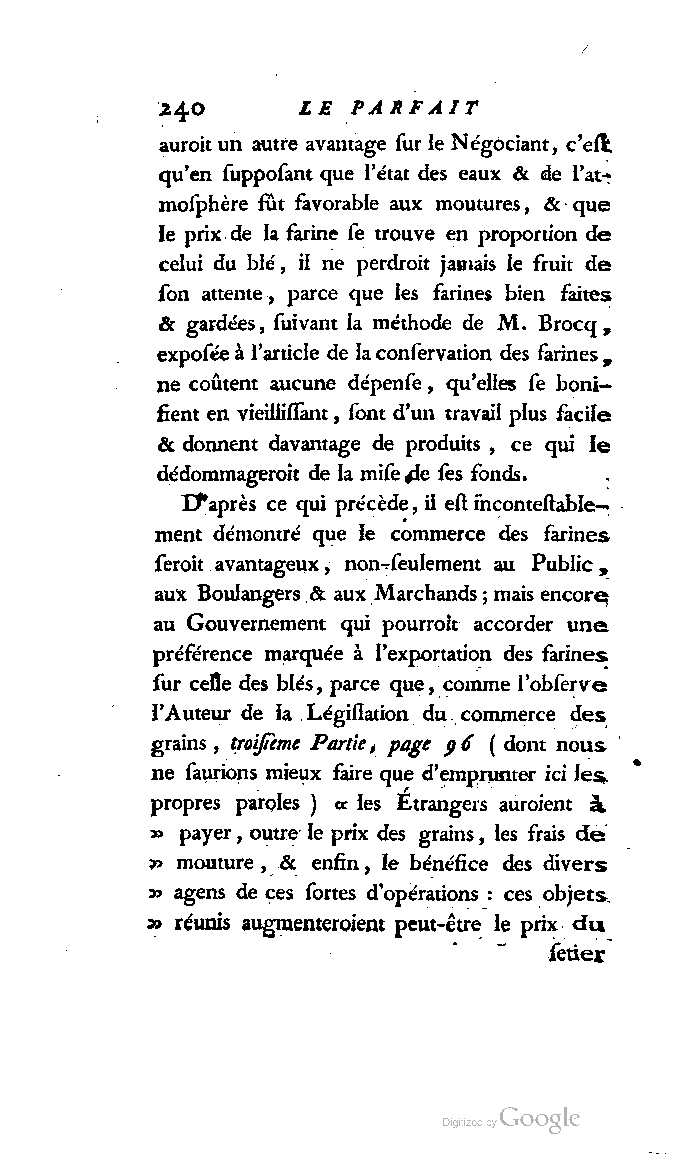 240 LE PARFAIT
auroit un autre avantage ſur le Négociant, c'eſt
qu'en ſuppoſant que l'état des eaux & de l'at-
moſphère fût favorable aux moutures, & que
le prix de la farine ſe trouve en proportion de
celui du blé, il ne perdroit jamais le fruit de
ſon attente, parce que les farines bien faites
& gardées, ſuivant la méthode de M. Brocq,
expoſée à l'article de la conſervation des farines,
ne coûtent aucune dépenſe, qu'elles ſe boni-
fient en vieilliſſant, ſont d'un travail plus facile
& donnent davantage de produits, ce qui le
dédommageroit de la miſe de ſes fonds.
D'après ce qui précède, il eſt inconteſtable-
ment démontré que le commerce des farines
ſeroit avantageux, non-ſeulement au Public,
aux Boulangers & aux Marchands; mais encore
au Gouvernement qui pourroit accorder une
préférence marquée à l'exportation des farines
ſur celle des blés, parce que, comme l'obſerve
l'Auteur de la Légiſlation du commerce des
grains, troiſième Partie, page 96 (dont nous
ne ſaurions mieux faire que d'emprunter ici les
propres paroles) « les Étrangers auroient à
» payer, outre le prix des grains, les frais de
» mouture, & enfin, le bénéfice des divers
» agens de ces ſortes d'opérations : ces objets
» réunis augmenteroient peut-être le prix du
ſetier
Digitized by Google